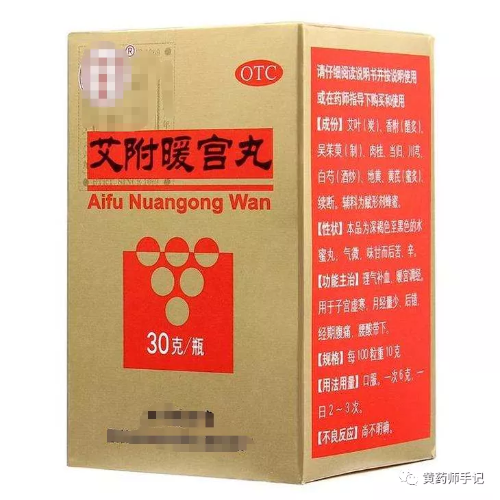 ®
OTC
艾附暖宫丸
Aifu Nuangong Wan
30克/瓶
请仔细阅读说明书并按说明使用
或在药师指导下购买和使用
【成份】艾叶（炭）、香附（醋炙）、
吴茱萸（制）、肉桂、当归、川芎、
白芍（酒炒）、地黄、黄芪（蜜炙）、
续断。辅料为赋形剂蜂蜜。
【性状】本品为深褐色至黑色的水
蜜丸，气微，味甘而后苦、辛。
【功能主治】理气补血，暖宫调经。
用于子宫虚寒，月经量少、后错，
经期腹痛，腰酸带下。
【规格】每100粒重10克
【用法用量】口服。一次6克，一
日2～3次。
【不良反应】尚不明确。
黄药师手记